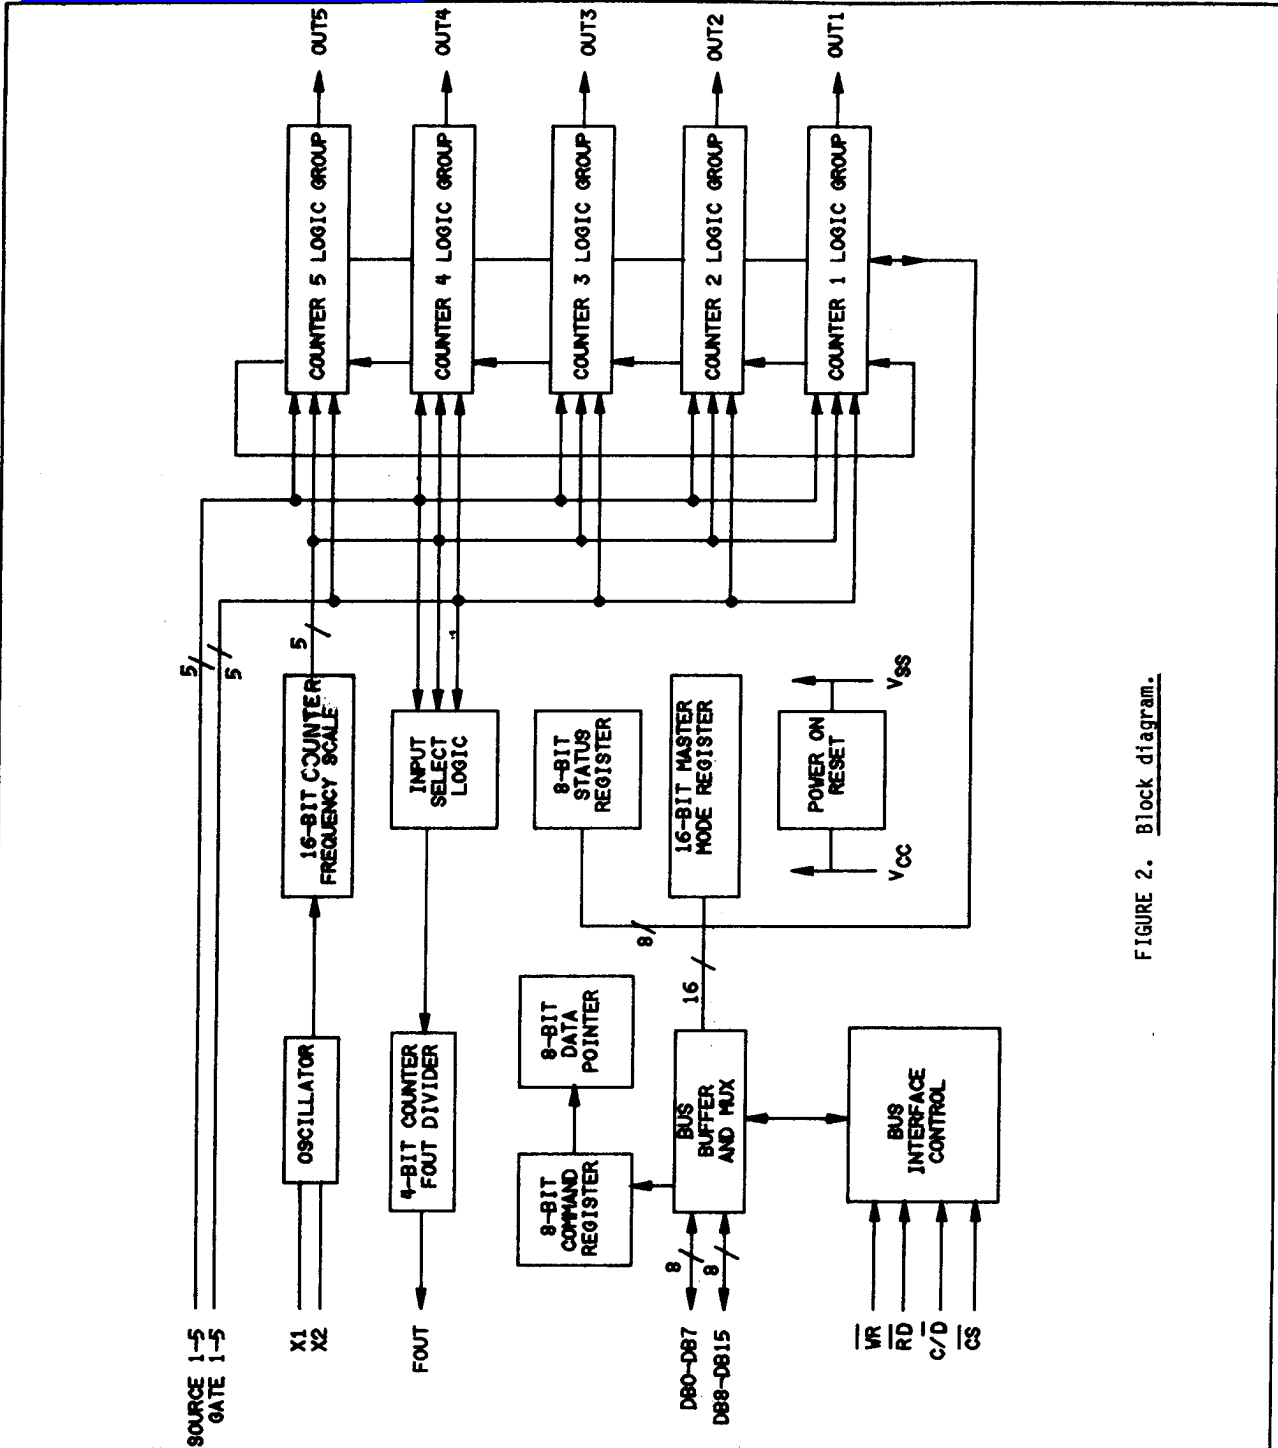 SOURCE 1-5
GATE 1-5
5
5
X1
X2
OSCILLATOR
16-BIT COUNTER
FREQUENCY SCALE
5
COUNTER 5 LOGIC GROUP
OUT5
FOUT
4-BIT COUNTER
FOUT DIVIDER
INPUT
SELECT
LOGIC
COUNTER 4 LOGIC GROUP
OUT4
8-BIT
COMMAND
REGISTER
8-BIT
DATA
POINTER
8-BIT
STATUS
REGISTER
8
COUNTER 3 LOGIC GROUP
OUT3
DB0-DB7
DB8-DB15
8
8
BUS
BUFFER
AND MUX
16
16-BIT MASTER
MODE REGISTER
COUNTER 2 LOGIC GROUP
OUT2
W̅R̅
R̅D̅
C/D̅
C̅S̅
BUS
INTERFACE
CONTROL
VCC
POWER ON
RESET
VSS
COUNTER 1 LOGIC GROUP
OUT1
FIGURE 2. Block diagram.